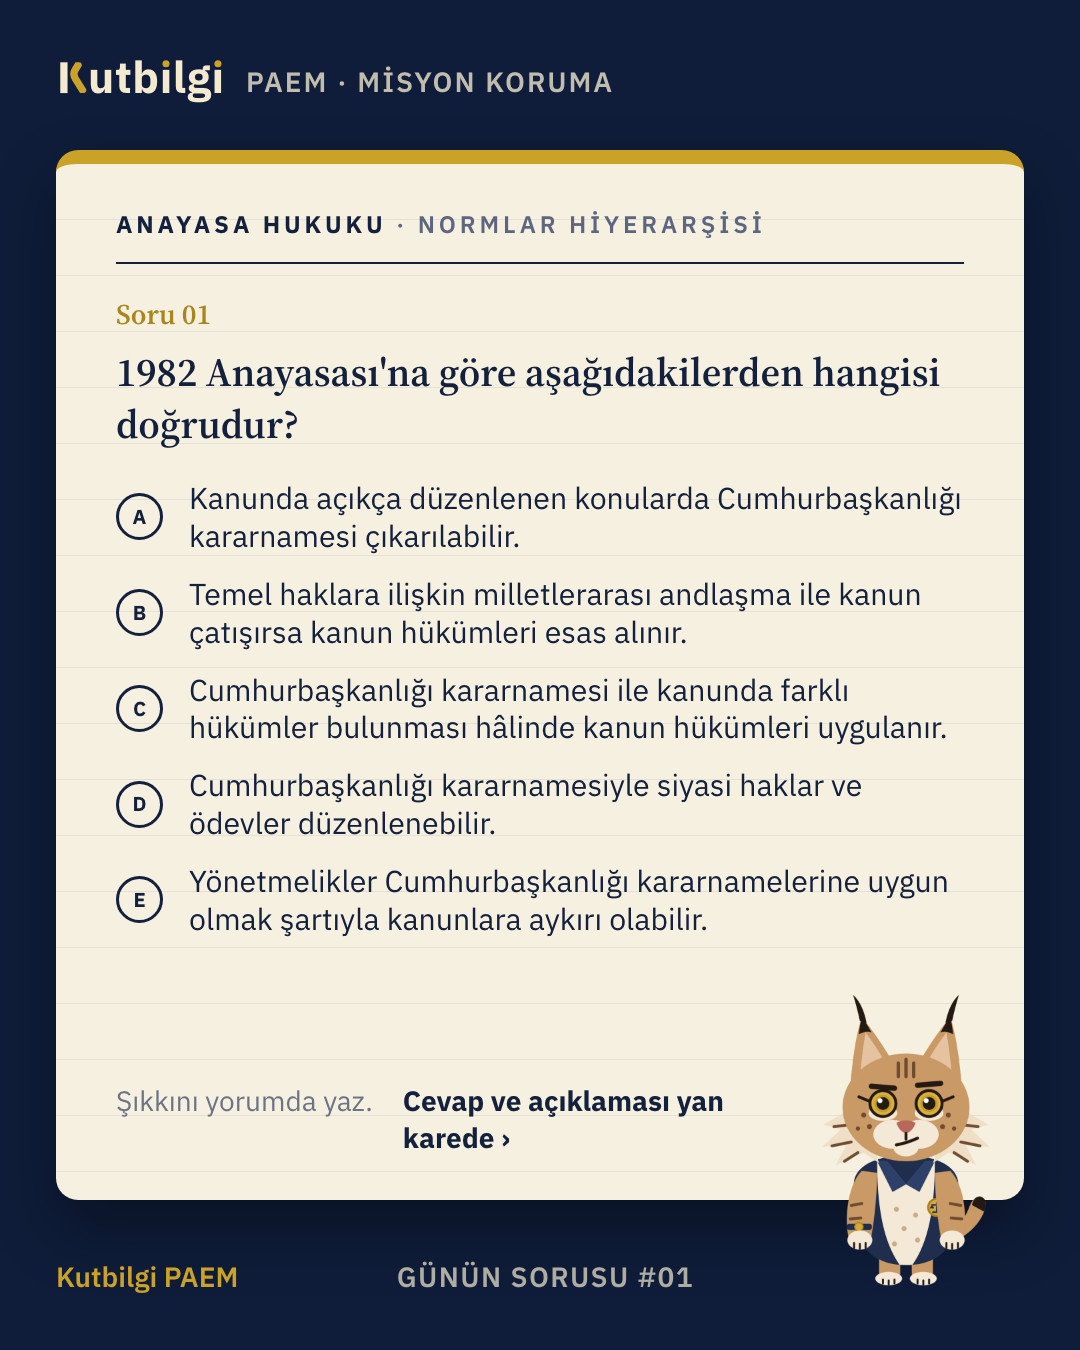 Kutbilgi PAEM · MİSYON KORUMA
ANAYASA HUKUKU · NORMLAR HİYERARŞİSİ
Soru 01
1982 Anayasası'na göre aşağıdakilerden hangisi
doğrudur?
A Kanunda açıkça düzenlenen konularda Cumhurbaşkanlığı
kararnamesi çıkarılabilir.
B Temel haklara ilişkin milletlerarası andlaşma ile kanun
çatışırsa kanun hükümleri esas alınır.
C Cumhurbaşkanlığı kararnamesi ile kanunda farklı
hükümler bulunması hâlinde kanun hükümleri uygulanır.
D Cumhurbaşkanlığı kararnamesiyle siyasi haklar ve
ödevler düzenlenebilir.
E Yönetmelikler Cumhurbaşkanlığı kararnamelerine uygun
olmak şartıyla kanunlara aykırı olabilir.
Şıkkını yorumda yaz. Cevap ve açıklaması yan
karede ›
Kutbilgi PAEM GÜNÜN SORUSU #01